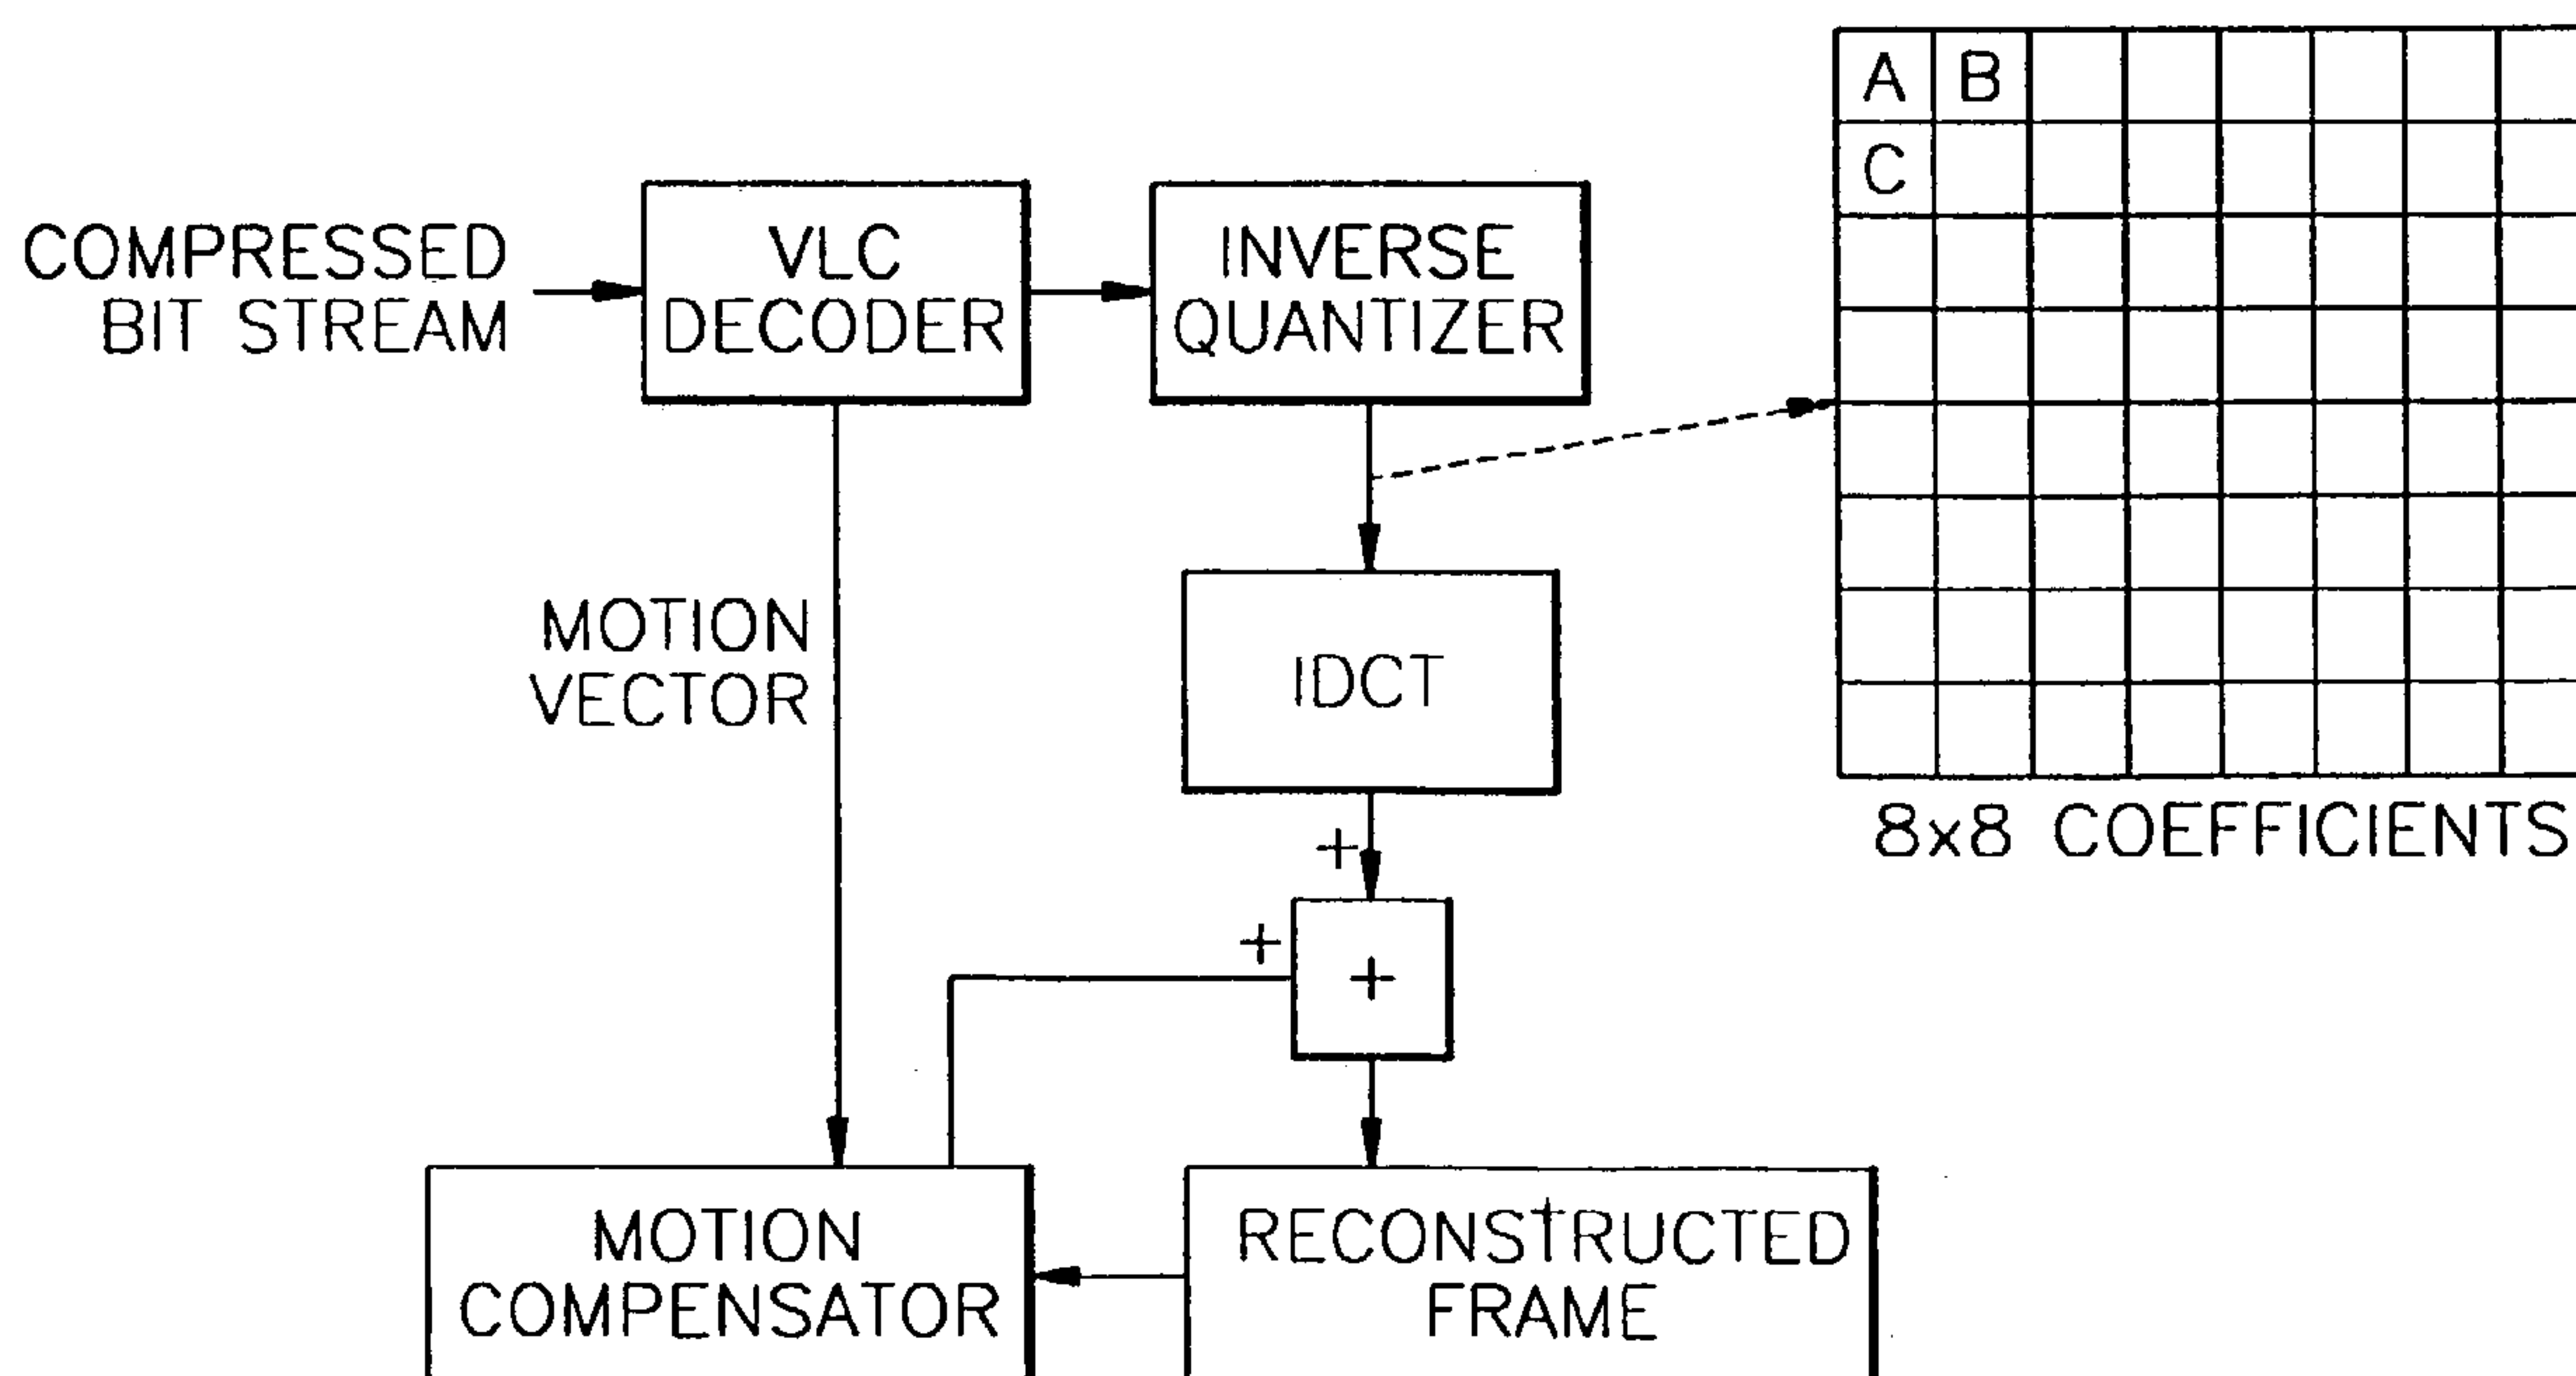 COMPRESSED
BIT STREAM
VLC
DECODER
INVERSE
QUANTIZER
A B
C
MOTION
VECTOR
IDCT
8x8 COEFFICIENTS
+
+
+
MOTION
COMPENSATOR
RECONSTRUCTED
FRAME